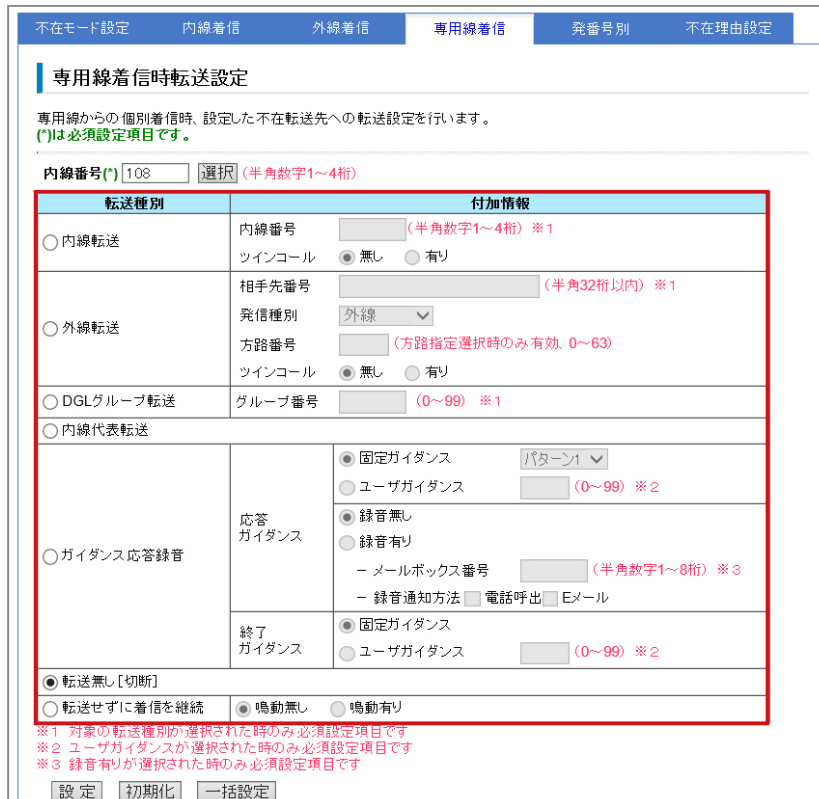 不在モード設定 内線着信 外線着信 専用線着信 発番号別 不在理由設定
専用線着信時転送設定
専用線からの個別着信時、設定した不在転送先への転送設定を行います。
(*)は必須設定項目です。
内線番号(*) 108 選択 (半角数字1～4桁)
転送種別 付加情報
内線転送
内線番号 (半角数字1～4桁) ※1
ツインコール 無し 有り
外線転送
相手先番号 (半角32桁以内) ※1
発信種別 外線
方路番号 (方路指定選択時のみ有効、0～63)
ツインコール 無し 有り
DGLグループ転送 グループ番号 (0～99) ※1
内線代表転送
ガイダンス応答録音
応答
ガイダンス
固定ガイダンス パターン1
ユーザガイダンス (0～99) ※2
録音無し
録音有り
－ メールボックス番号 (半角数字1～8桁) ※3
－ 録音通知方法 電話呼出 Eメール
終了
ガイダンス
固定ガイダンス
ユーザガイダンス (0～99) ※2
転送無し[切断]
転送せずに着信を継続 鳴動無し 鳴動有り
※1 対象の転送種別が選択された時のみ必須設定項目です
※2 ユーザガイダンスが選択された時のみ必須設定項目です
※3 録音有りが選択された時のみ必須設定項目です
設定 初期化 一括設定